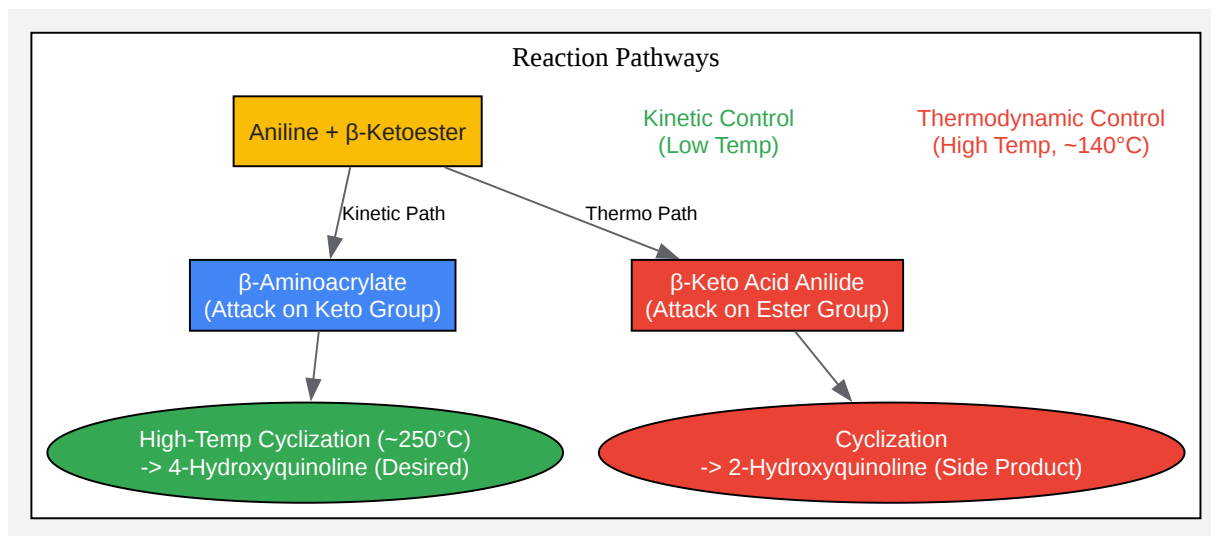 Reaction Pathways
Aniline + β-Ketoester
Kinetic Control
(Low Temp)
Thermodynamic Control
(High Temp, ~140°C)
Kinetic Path
Thermo Path
β-Aminoacrylate
(Attack on Keto Group)
β-Keto Acid Anilide
(Attack on Ester Group)
High-Temp Cyclization (~250°C)
-> 4-Hydroxyquinoline (Desired)
Cyclization
-> 2-Hydroxyquinoline (Side Product)